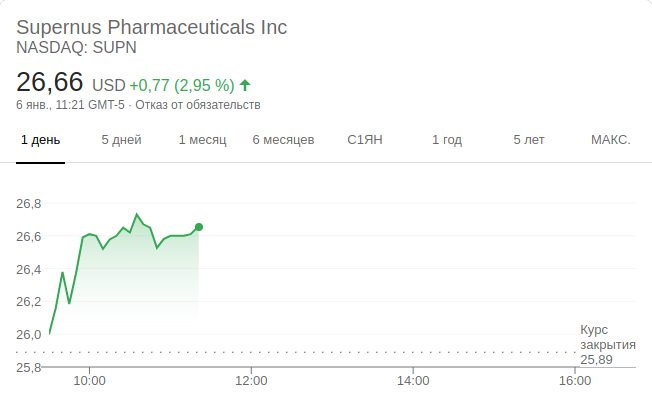 Supernus Pharmaceuticals Inc
NASDAQ: SUPN
26,66 USD +0,77 (2,95 %)
6 янв., 11:21 GMT-5 · Отказ от обязательств
1 день 5 дней 1 месяц 6 месяцев С1ЯН 1 год 5 лет МАКС.
26,8
26,6
26,4
26,2
26,0
25,8
Курс
закрытия
25,89
10:00 12:00 14:00 16:00